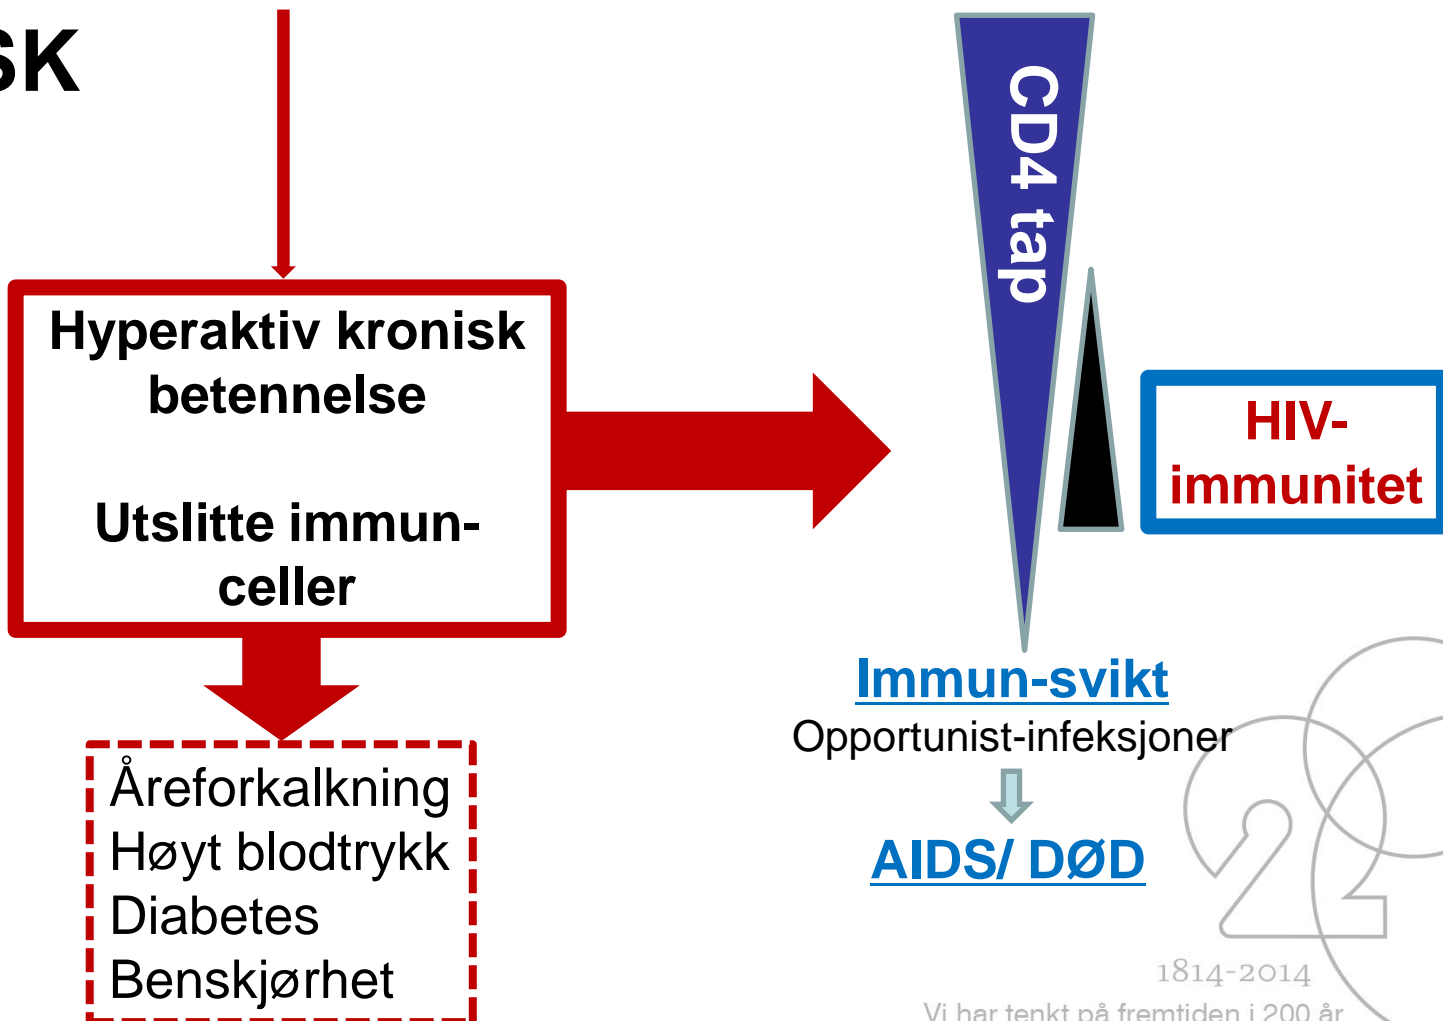 SK
Hyperaktiv kronisk
betennelse
Utslitte immun-
celler
Åreforkalkning
Høyt blodtrykk
Diabetes
Benskjørhet
CD4 tap
HIV-
immunitet
Immun-svikt
Opportunist-infeksjoner
AIDS/ DØD
1814-2014
Vi har tenkt på fremtiden i 200 år